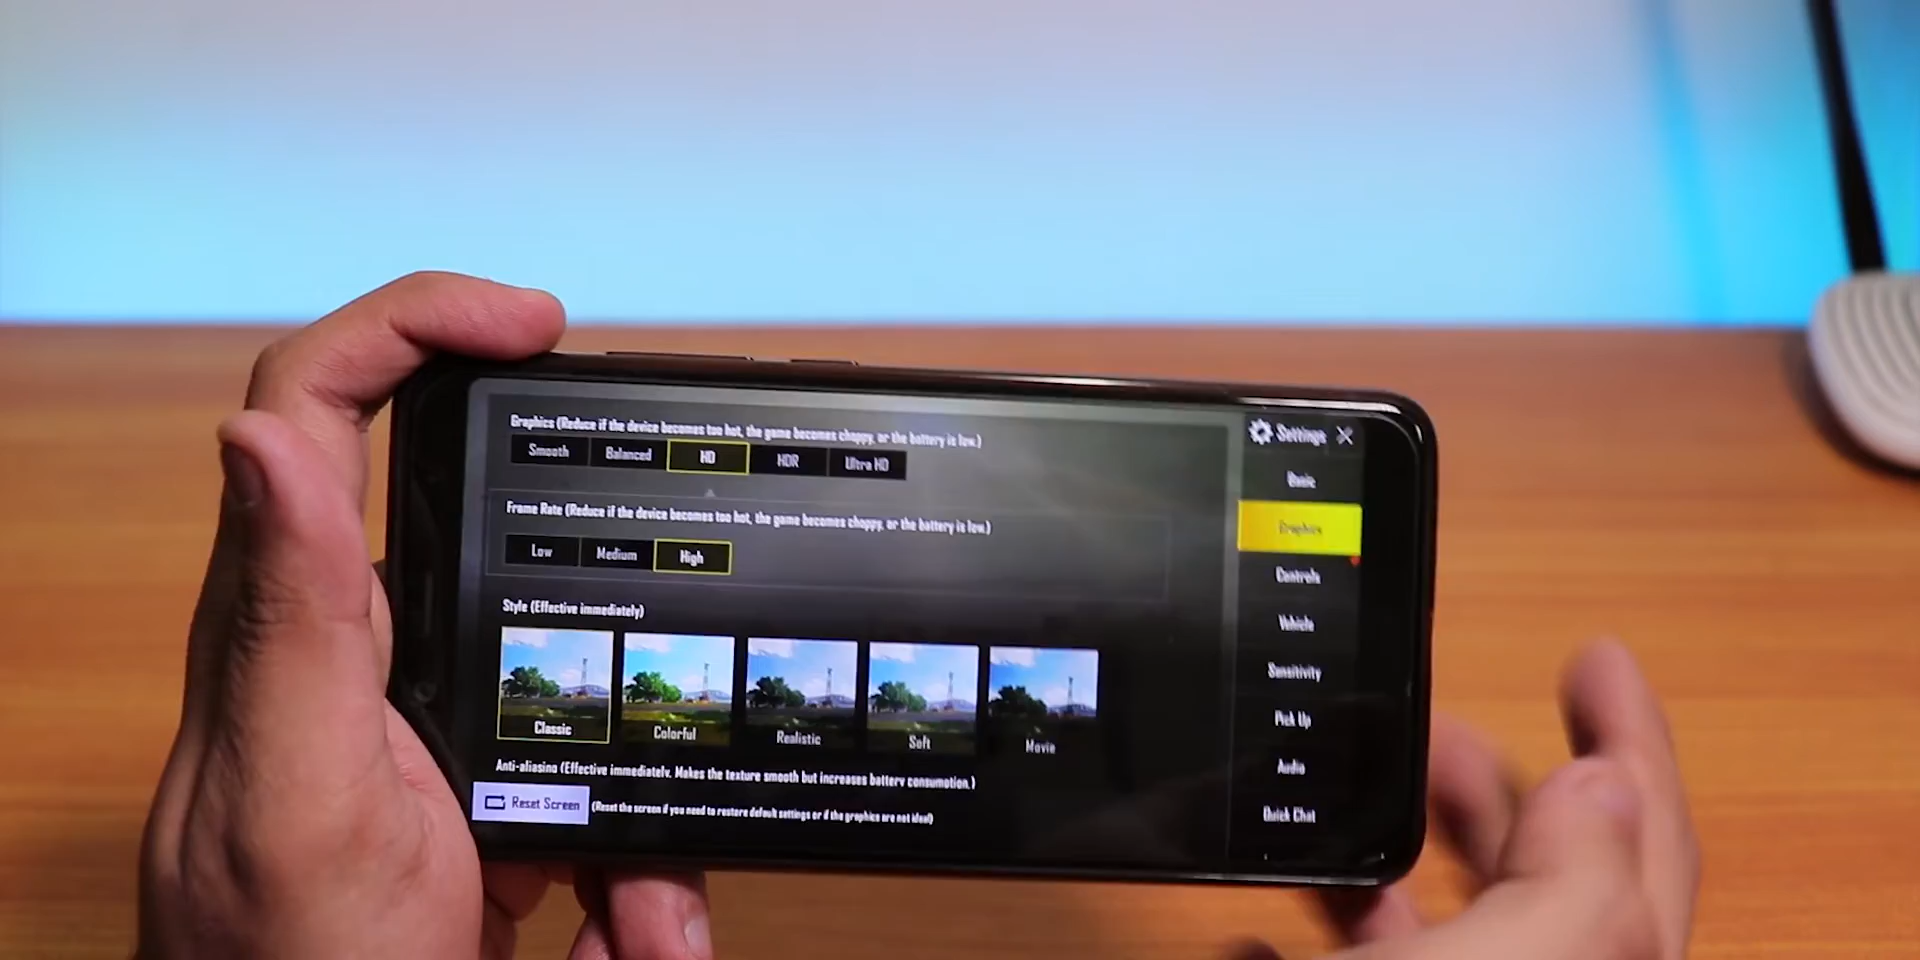 Graphics (Reduce if the device becomes too hot, the game becomes choppy, or the battery is low.)
Smooth Balanced HD HDR Ultra HD
Frame Rate (Reduce if the device becomes too hot, the game becomes choppy, or the battery is low.)
Low Medium High
Style (Effective immediately)
Classic Colorful Realistic Soft Movie
Anti-aliasing (Effective immediately. Makes the texture smooth but increases battery consumption.)
Reset Screen (Reset the screen if you need to restore default settings or if the graphics are not ideal)
Settings
Basic
Graphics
Controls
Vehicle
Sensitivity
Pick Up
Audio
Quick Chat